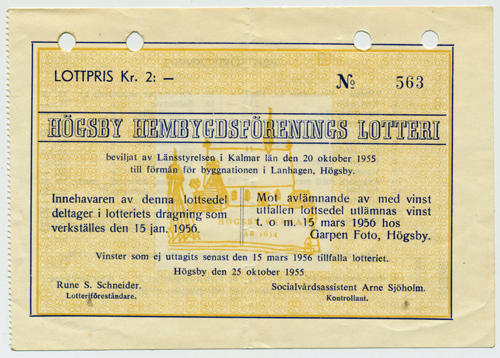 LOTTPRIS Kr. 2: —
№ 563
HÖGSBY HEMBYGDSFÖRENINGS LOTTERI
beviljat av Länsstyrelsen i Kalmar län den 20 oktober 1955
till förmån för byggnationen i Lanhagen, Högsby.
Innehavaren av denna lottsedel
deltager i lotteriets dragning som
verkställes den 15 jan. 1956.
Mot avlämnande av med vinst
utfallen lottsedel utlämnas vinst
t. o. m. 15 mars 1956 hos
Garpen Foto, Högsby.
HÖGSBY
ÅR 1634
Vinster som ej uttagits senast den 15 mars 1956 tillfalla lotteriet.
Högsby den 25 oktober 1955
Rune S. Schneider.
Lotteriföreståndare.
Socialvårdsassistent Arne Sjöholm.
Kontrollant.